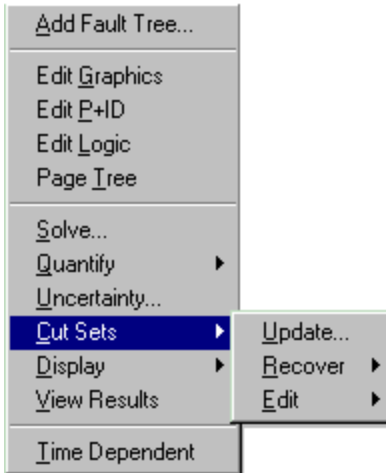 Add Fault Tree...
Edit Graphics
Edit P+ID
Edit Logic
Page Tree
Solve...
Quantify
Uncertainty...
Cut Sets
Display
View Results
Time Dependent
Update...
Recover
Edit